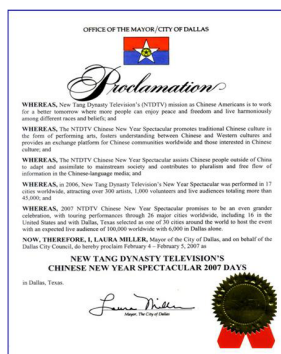 OFFICE OF THE MAYOR/CITY OF DALLAS
Proclamation
WHEREAS, New Tang Dynasty Television's (NTDTV) mission as Chinese Americans is to work
for a better tomorrow where more people can enjoy peace and freedom and live harmoniously
among different races and beliefs; and
WHEREAS, The NTDTV Chinese New Year Spectacular promotes traditional Chinese culture in
the form of performing arts, fosters understanding between Chinese and Western cultures and
provides an exchange platform for Chinese communities worldwide and those interested in Chinese
culture; and
WHEREAS, The NTDTV Chinese New Year Spectacular assists Chinese people outside of China
to adapt and assimilate to mainstream society and contributes to pluralism and free flow of
information in the Chinese-language media; and
WHEREAS, in 2006, New Tang Dynasty Television's New Year Spectacular was performed in 17
cities worldwide, attracting over 300 artists, 1,000 volunteers and live audiences totaling more than
45,000; and
WHEREAS, 2007 NTDTV Chinese New Year Spectacular promises to be an even grander
celebration, with touring performances through 26 major cities worldwide, including 16 in the
United States and with Dallas, Texas selected as one of 30 cities around the world to host the event
with an expected live audience of 100,000 worldwide with 6,000 in Dallas alone.
NOW, THEREFORE, I, LAURA MILLER, Mayor of the City of Dallas, and on behalf of the
Dallas City Council, do hereby proclaim February 4 – February 5, 2007 as
NEW TANG DYNASTY TELEVISION'S
CHINESE NEW YEAR SPECTACULAR 2007 DAYS
in Dallas, Texas.
Laura Miller
Mayor, The City of Dallas